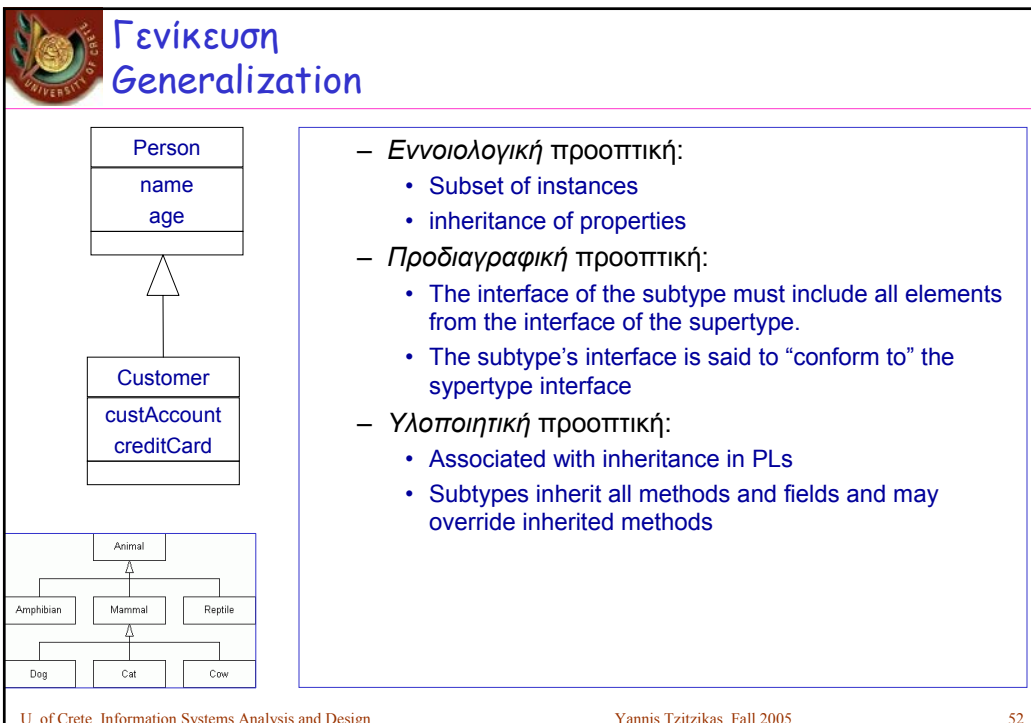 UNIVERSITY OF CRETE
Γενίκευση
Generalization
Person
name
age
Customer
custAccount
creditCard
Animal
Amphibian Mammal Reptile
Dog Cat Cow
– Εννοιολογική προοπτική:
• Subset of instances
• inheritance of properties
– Προδιαγραφική προοπτική:
• The interface of the subtype must include all elements
from the interface of the supertype.
• The subtype’s interface is said to “conform to” the
sypertype interface
– Υλοποιητική προοπτική:
• Associated with inheritance in PLs
• Subtypes inherit all methods and fields and may
override inherited methods
U. of Crete, Information Systems Analysis and Design Yannis Tzitzikas, Fall 2005 52